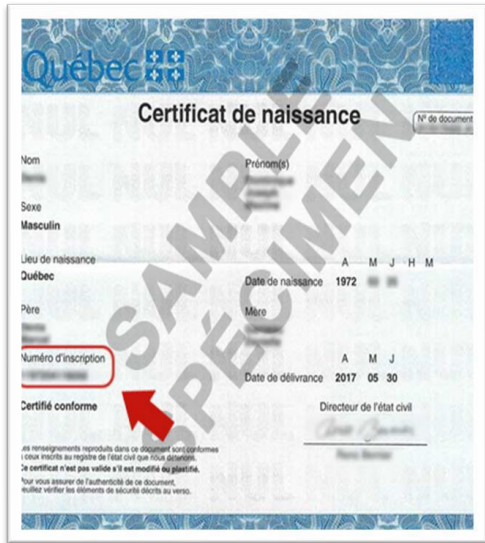 Québec
Certificat de naissance
N° de document
Nom
Prénom(s)
Sexe
Masculin
Lieu de naissance
Québec
A M J H M
Date de naissance 1972
Père
Mère
Numéro d'inscription
A M J
Date de délivrance 2017 05 30
Certifié conforme
Directeur de l'état civil
es renseignements reproduits dans ce document sont conformes
ceux inscrits au registre de l'état civil que nous détenons.
e certificat n'est pas valide s'il est modifié ou plastifié.
our vous assurer de l'authenticité de ce document,
euillez vérifier les éléments de sécurité décrits au verso.
SAMPLE
SPÉCIMEN